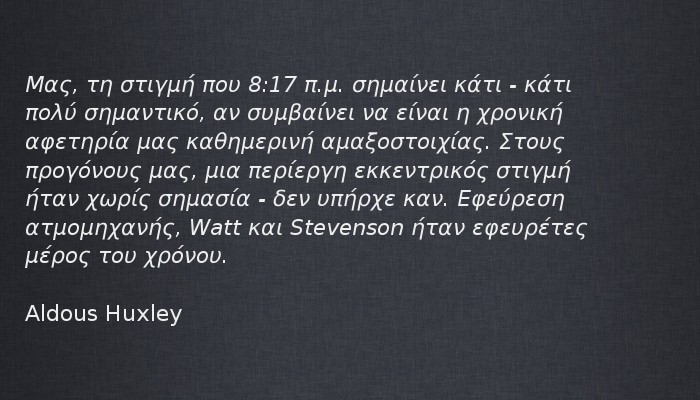 Μας, τη στιγμή που 8:17 π.μ. σημαίνει κάτι - κάτι
πολύ σημαντικό, αν συμβαίνει να είναι η χρονική
αφετηρία μας καθημερινή αμαξοστοιχίας. Στους
προγόνους μας, μια περίεργη εκκεντρικός στιγμή
ήταν χωρίς σημασία - δεν υπήρχε καν. Εφεύρεση
ατμομηχανής, Watt και Stevenson ήταν εφευρέτες
μέρος του χρόνου.
Aldous Huxley